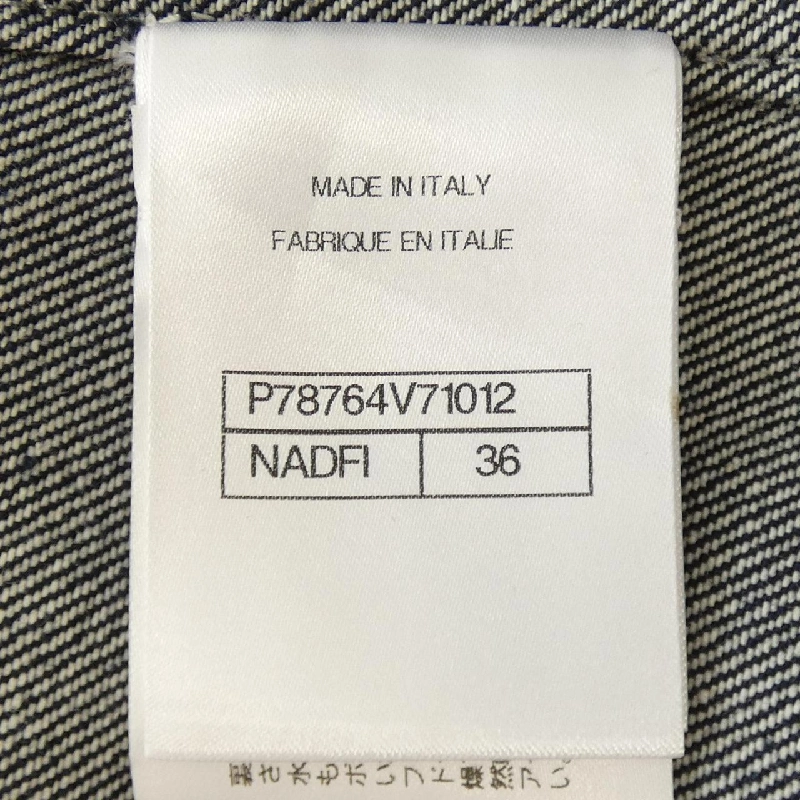 MADE IN ITALY
FABRIQUE EN ITALIE
P78764V71012
NADFI 36